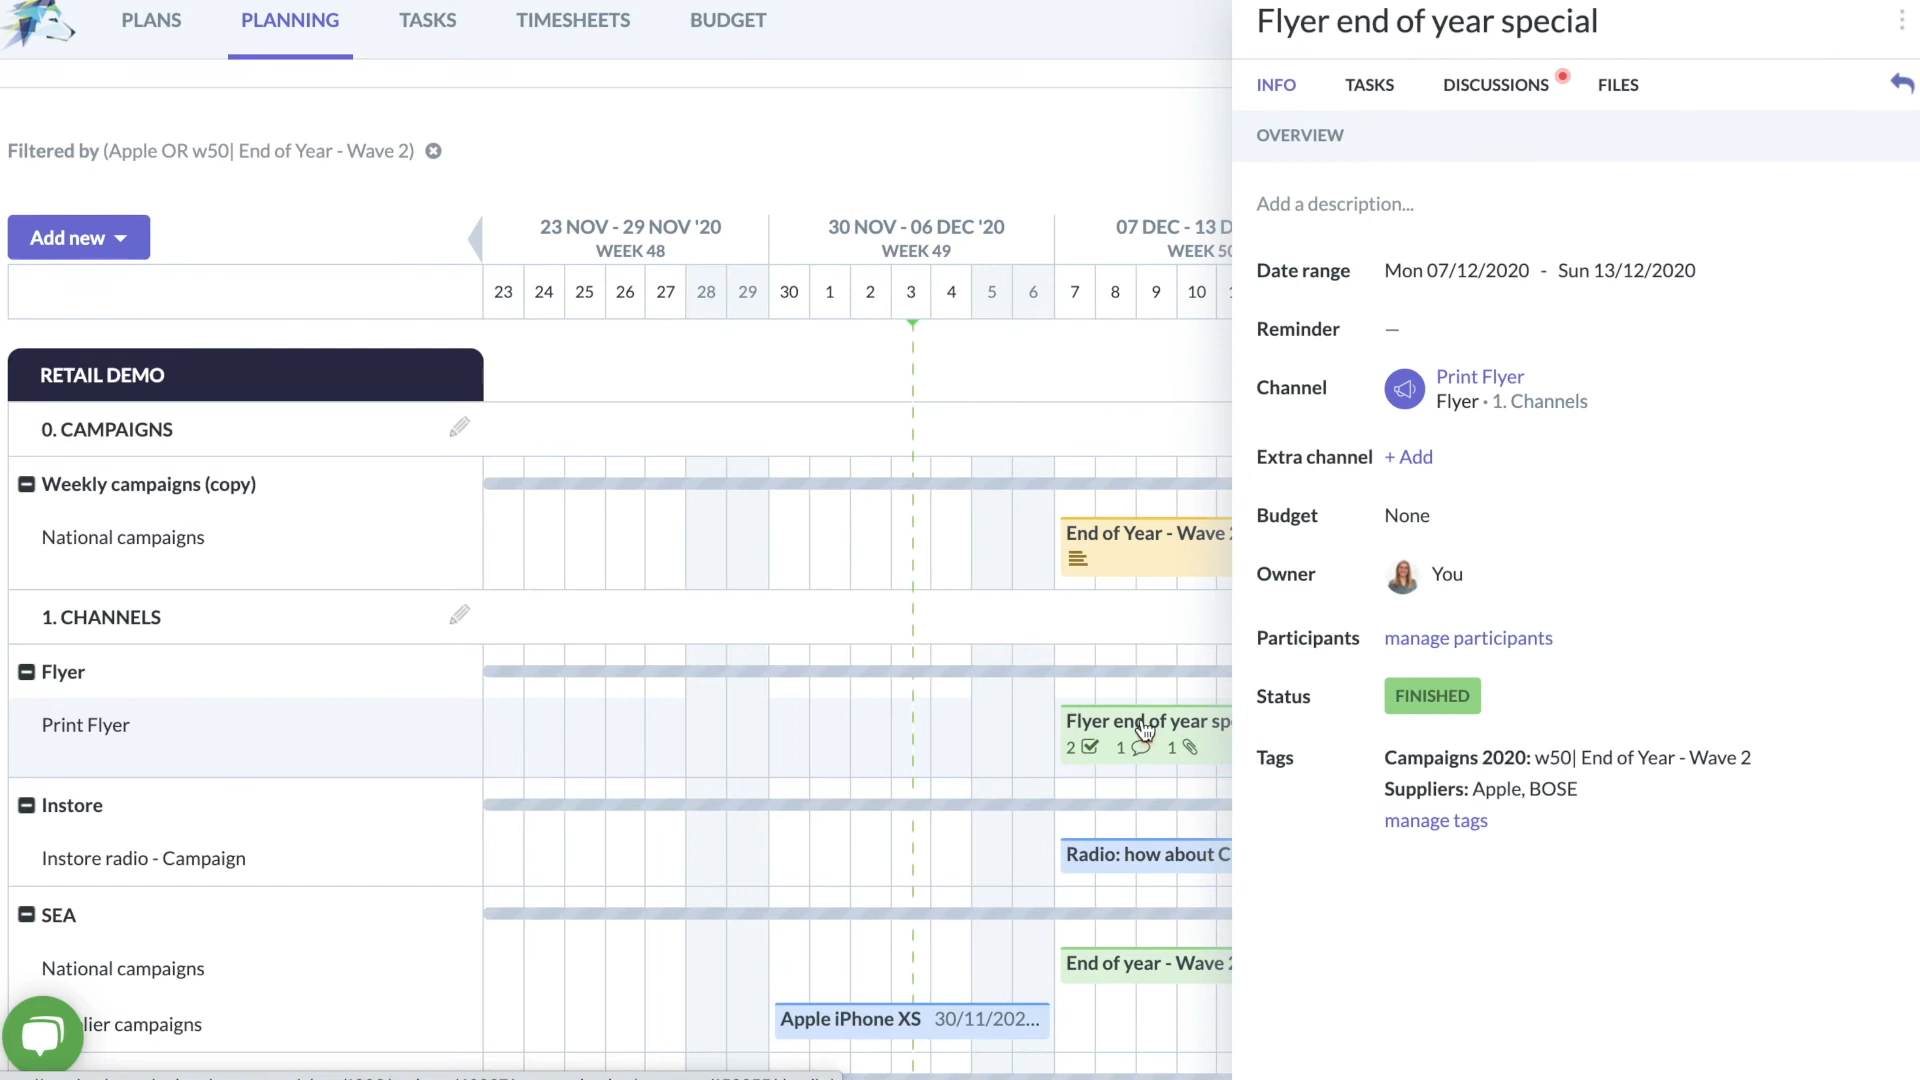 PLANS PLANNING TASKS TIMESHEETS BUDGET
Filtered by (Apple OR w50| End of Year - Wave 2)
Add new
23 NOV - 29 NOV '20
WEEK 48
30 NOV - 06 DEC '20
WEEK 49
07 DEC - 13 D
WEEK 50
23 24 25 26 27 28 29 30 1 2 3 4 5 6 7 8 9 10
RETAIL DEMO
0. CAMPAIGNS
Weekly campaigns (copy)
National campaigns
End of Year - Wave 2
1. CHANNELS
Flyer
Print Flyer
Flyer end of year sp
2 1 1
Instore
Instore radio - Campaign
Radio: how about C
SEA
National campaigns
End of year - Wave 2
lier campaigns
Apple iPhone XS 30/11/202...
Flyer end of year special
INFO TASKS DISCUSSIONS FILES
OVERVIEW
Add a description...
Date range Mon 07/12/2020 - Sun 13/12/2020
Reminder —
Channel Print Flyer
Flyer • 1. Channels
Extra channel + Add
Budget None
Owner You
Participants manage participants
Status FINISHED
Tags Campaigns 2020: w50| End of Year - Wave 2
Suppliers: Apple, BOSE
manage tags